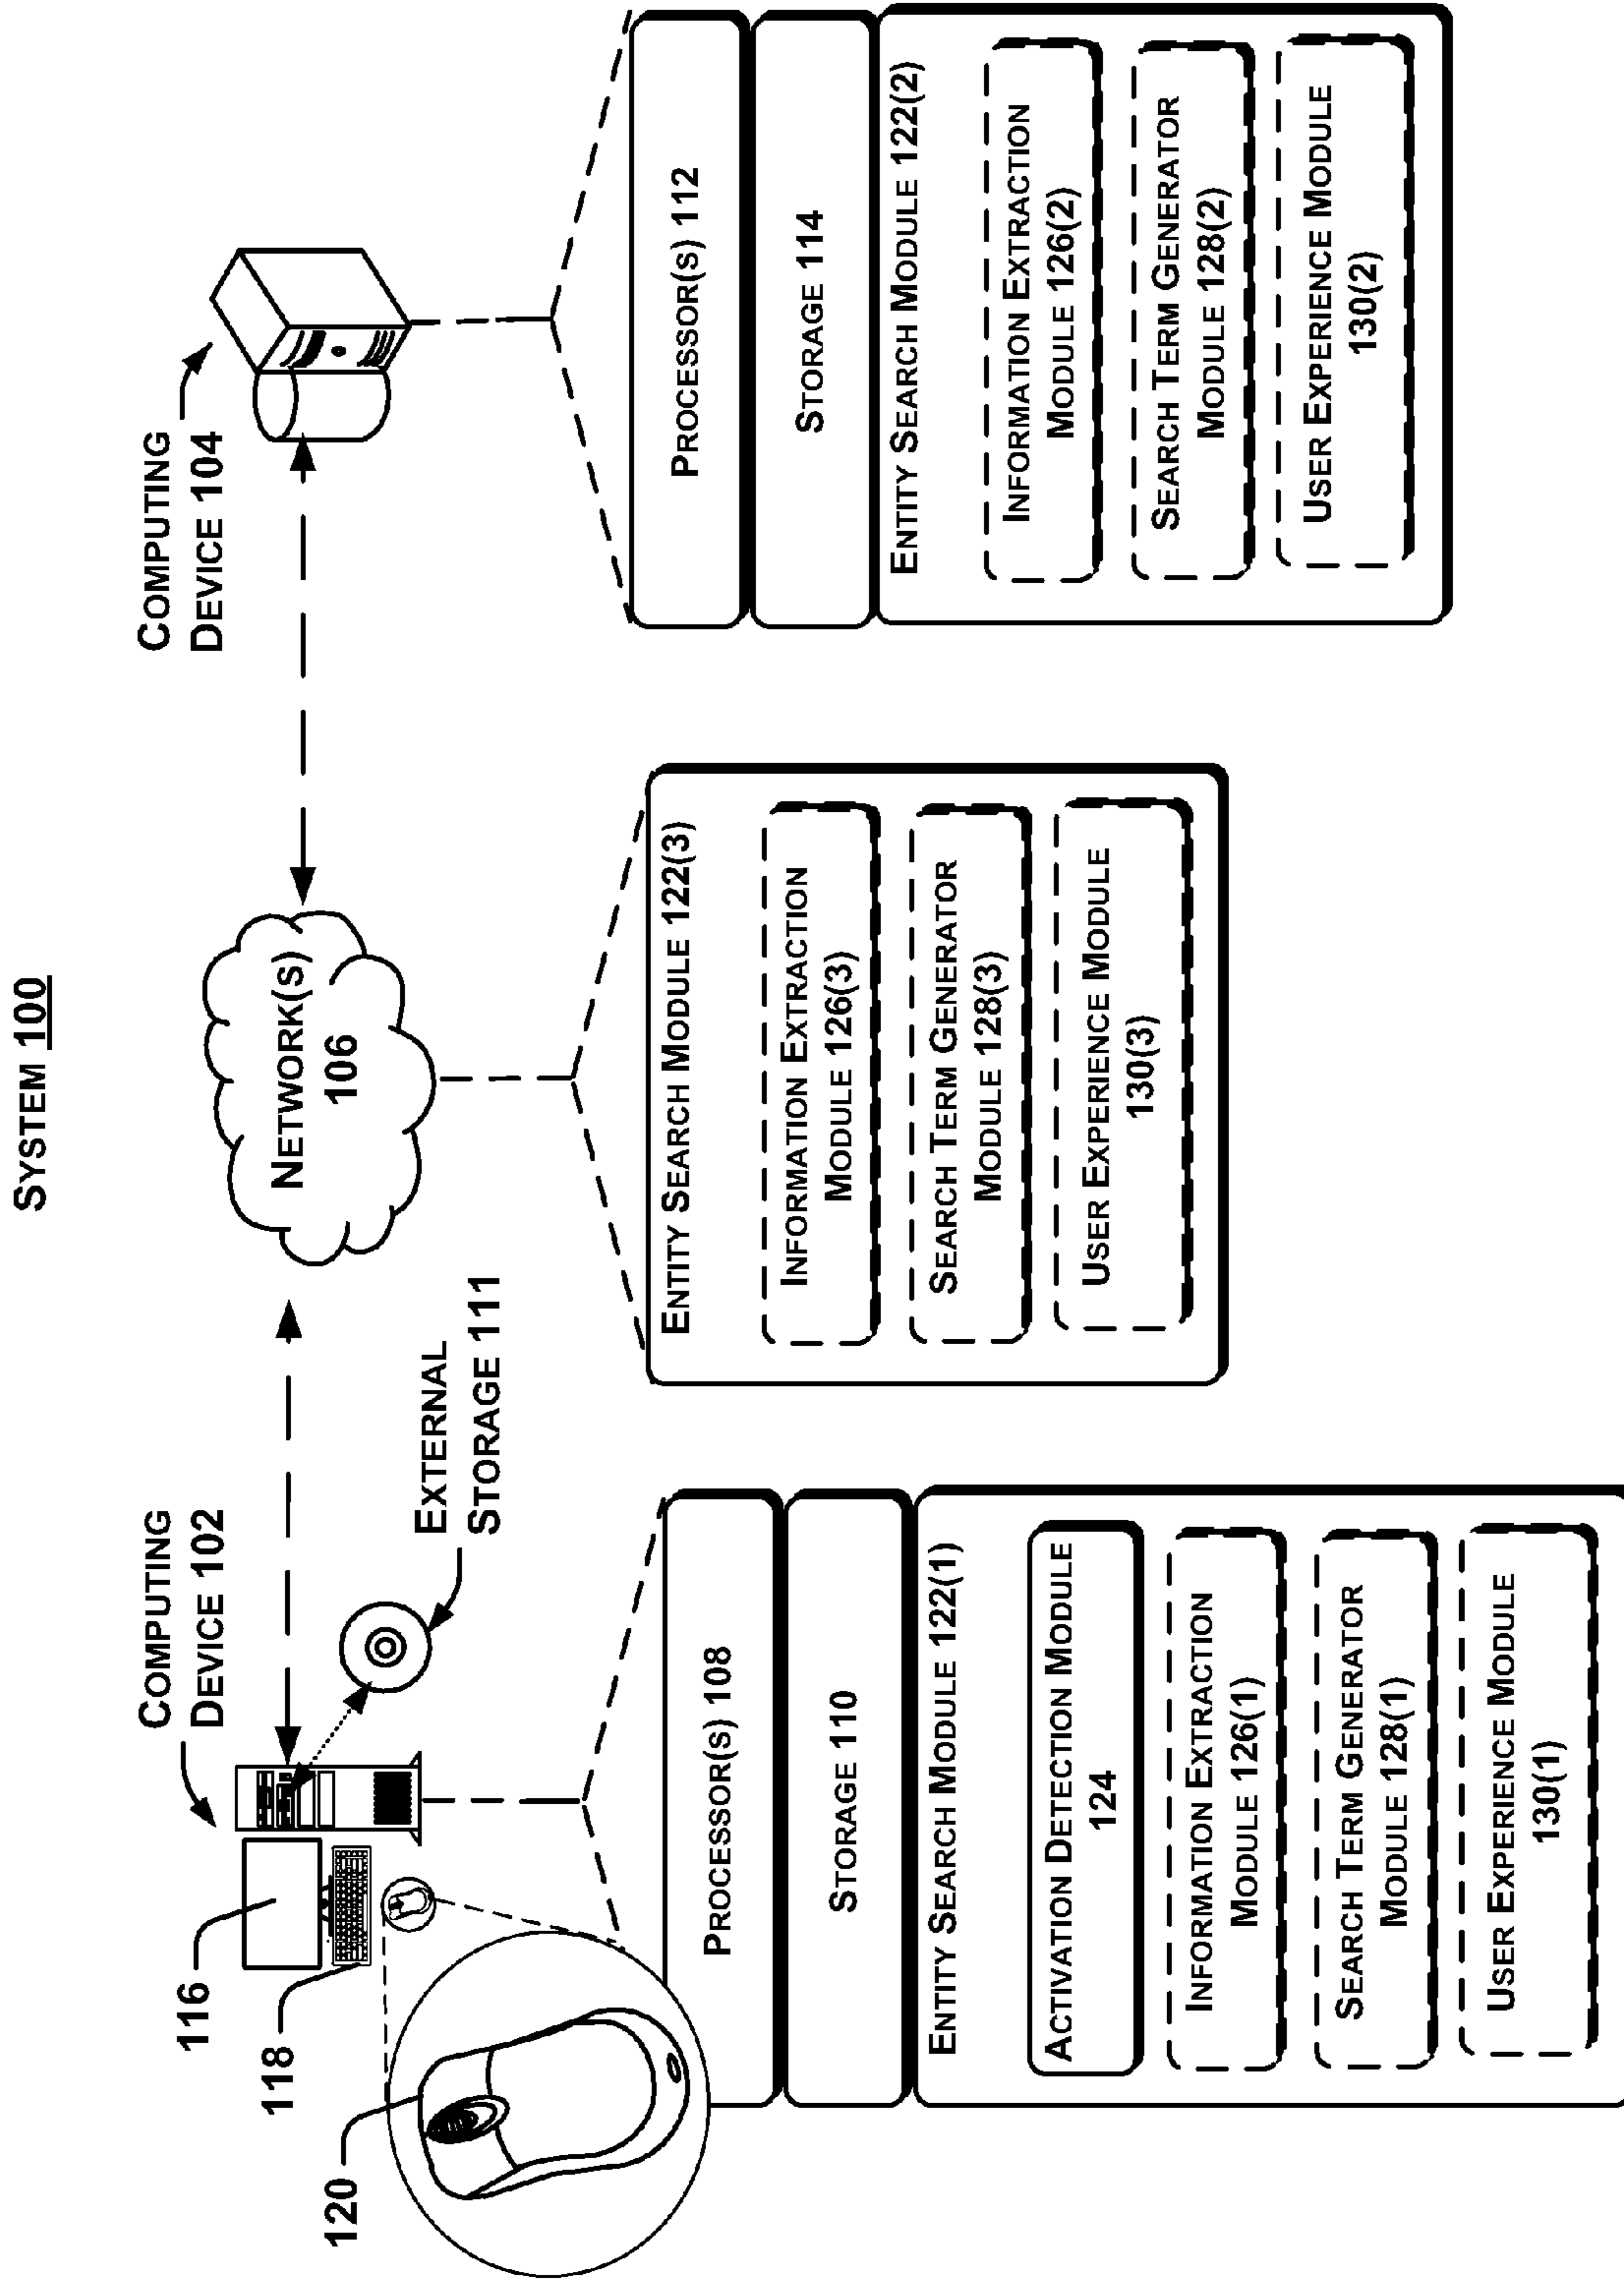 SYSTEM 100
COMPUTING
DEVICE 102
116
118
120
EXTERNAL
STORAGE 111
NETWORK(S)
106
COMPUTING
DEVICE 104
PROCESSOR(S) 108
STORAGE 110
ENTITY SEARCH MODULE 122(1)
ACTIVATION DETECTION MODULE
124
INFORMATION EXTRACTION
MODULE 126(1)
SEARCH TERM GENERATOR
MODULE 128(1)
USER EXPERIENCE MODULE
130(1)
ENTITY SEARCH MODULE 122(3)
INFORMATION EXTRACTION
MODULE 126(3)
SEARCH TERM GENERATOR
MODULE 128(3)
USER EXPERIENCE MODULE
130(3)
PROCESSOR(S) 112
STORAGE 114
ENTITY SEARCH MODULE 122(2)
INFORMATION EXTRACTION
MODULE 126(2)
SEARCH TERM GENERATOR
MODULE 128(2)
USER EXPERIENCE MODULE
130(2)